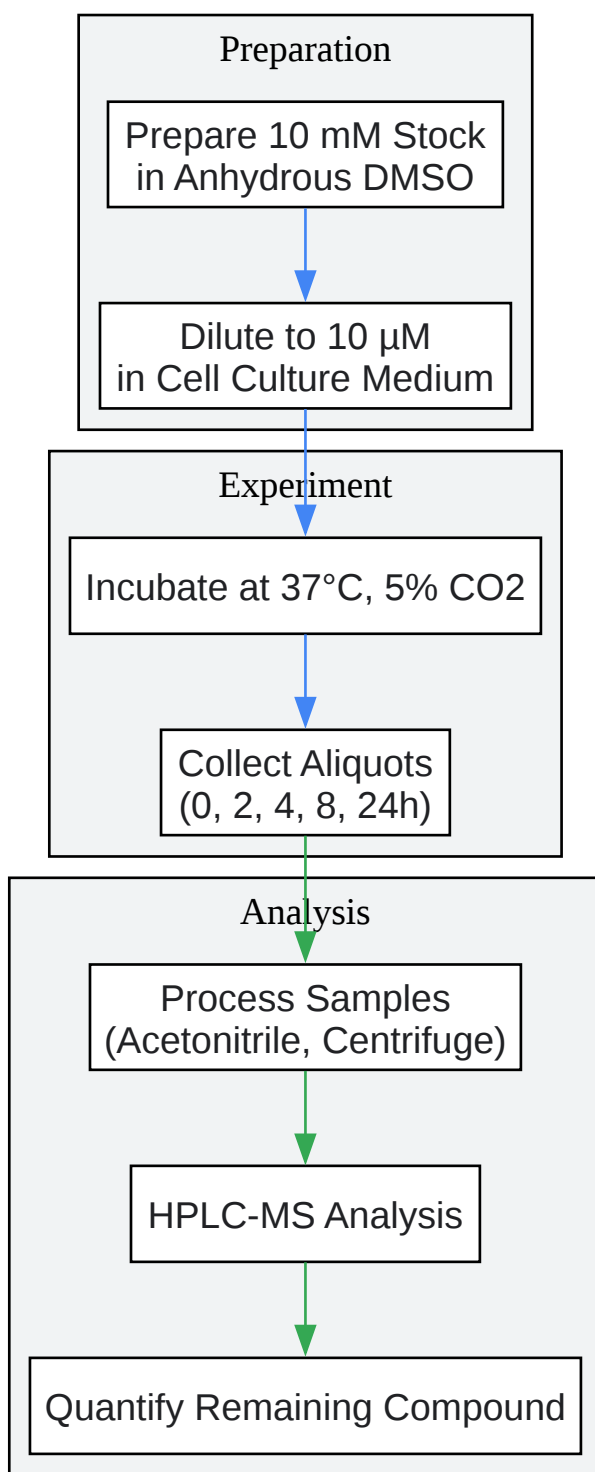 Preparation
Prepare 10 mM Stock
in Anhydrous DMSO
Dilute to 10 µM
in Cell Culture Medium
Experiment
Incubate at 37°C, 5% CO2
Collect Aliquots
(0, 2, 4, 8, 24h)
Analysis
Process Samples
(Acetonitrile, Centrifuge)
HPLC-MS Analysis
Quantify Remaining Compound